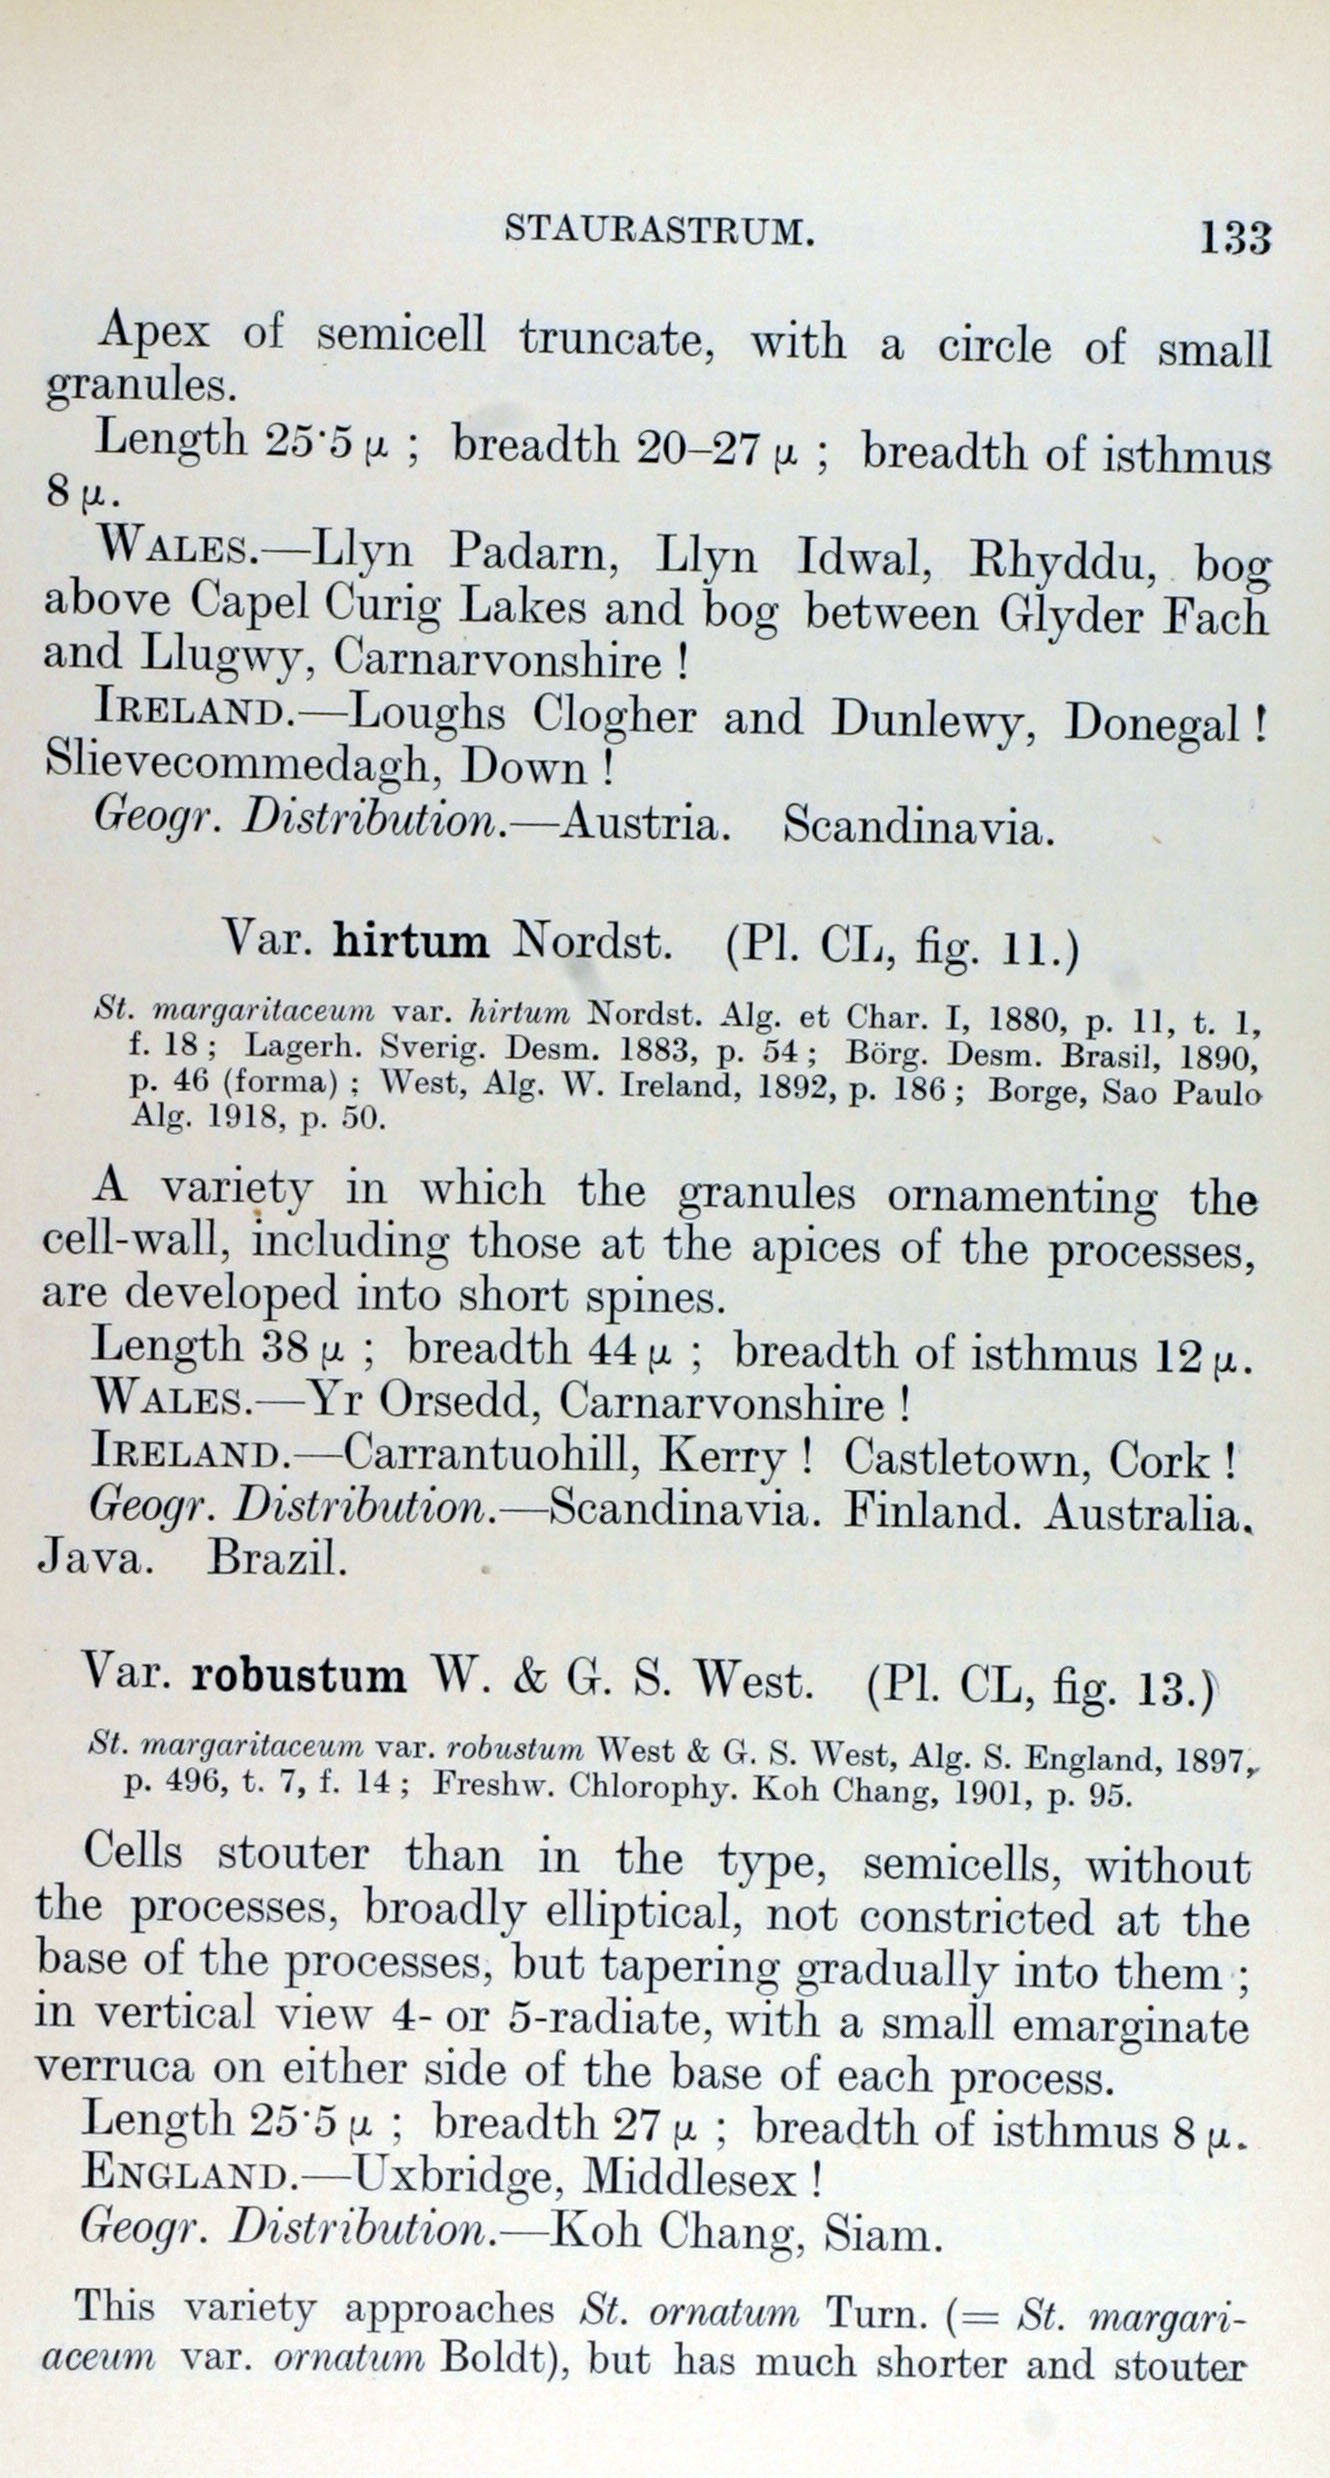 STAURASTRUM. 133
Apex of semicell truncate, with a circle of small
granules.
Length 25·5 μ ; breadth 20–27 μ ; breadth of isthmus
8 μ.
WALES.—Llyn Padarn, Llyn Idwal, Rhyddu, bog
above Capel Curig Lakes and bog between Glyder Fach
and Llugwy, Carnarvonshire !
IRELAND.—Loughs Clogher and Dunlewy, Donegal !
Slievecommedagh, Down !
Geogr. Distribution.—Austria. Scandinavia.
Var. hirtum Nordst. (Pl. CL, fig. 11.)
St. margaritaceum var. hirtum Nordst. Alg. et Char. I, 1880, p. 11, t. 1,
f. 18 ; Lagerh. Sverig. Desm. 1883, p. 54 ; Börg. Desm. Brasil, 1890,
p. 46 (forma) ; West, Alg. W. Ireland, 1892, p. 186 ; Borge, Sao Paulo
Alg. 1918, p. 50.
A variety in which the granules ornamenting the
cell-wall, including those at the apices of the processes,
are developed into short spines.
Length 38 μ ; breadth 44 μ ; breadth of isthmus 12 μ.
WALES.—Yr Orsedd, Carnarvonshire !
IRELAND.—Carrantuohill, Kerry ! Castletown, Cork !
Geogr. Distribution.—Scandinavia. Finland. Australia.
Java. Brazil.
Var. robustum W. & G. S. West. (Pl. CL, fig. 13.)
St. margaritaceum var. robustum West & G. S. West, Alg. S. England, 1897,
p. 496, t. 7, f. 14 ; Freshw. Chlorophy. Koh Chang, 1901, p. 95.
Cells stouter than in the type, semicells, without
the processes, broadly elliptical, not constricted at the
base of the processes, but tapering gradually into them ;
in vertical view 4- or 5-radiate, with a small emarginate
verruca on either side of the base of each process.
Length 25·5 μ ; breadth 27 μ ; breadth of isthmus 8 μ.
ENGLAND.—Uxbridge, Middlesex !
Geogr. Distribution.—Koh Chang, Siam.
This variety approaches St. ornatum Turn. (= St. margari-
aceum var. ornatum Boldt), but has much shorter and stouter